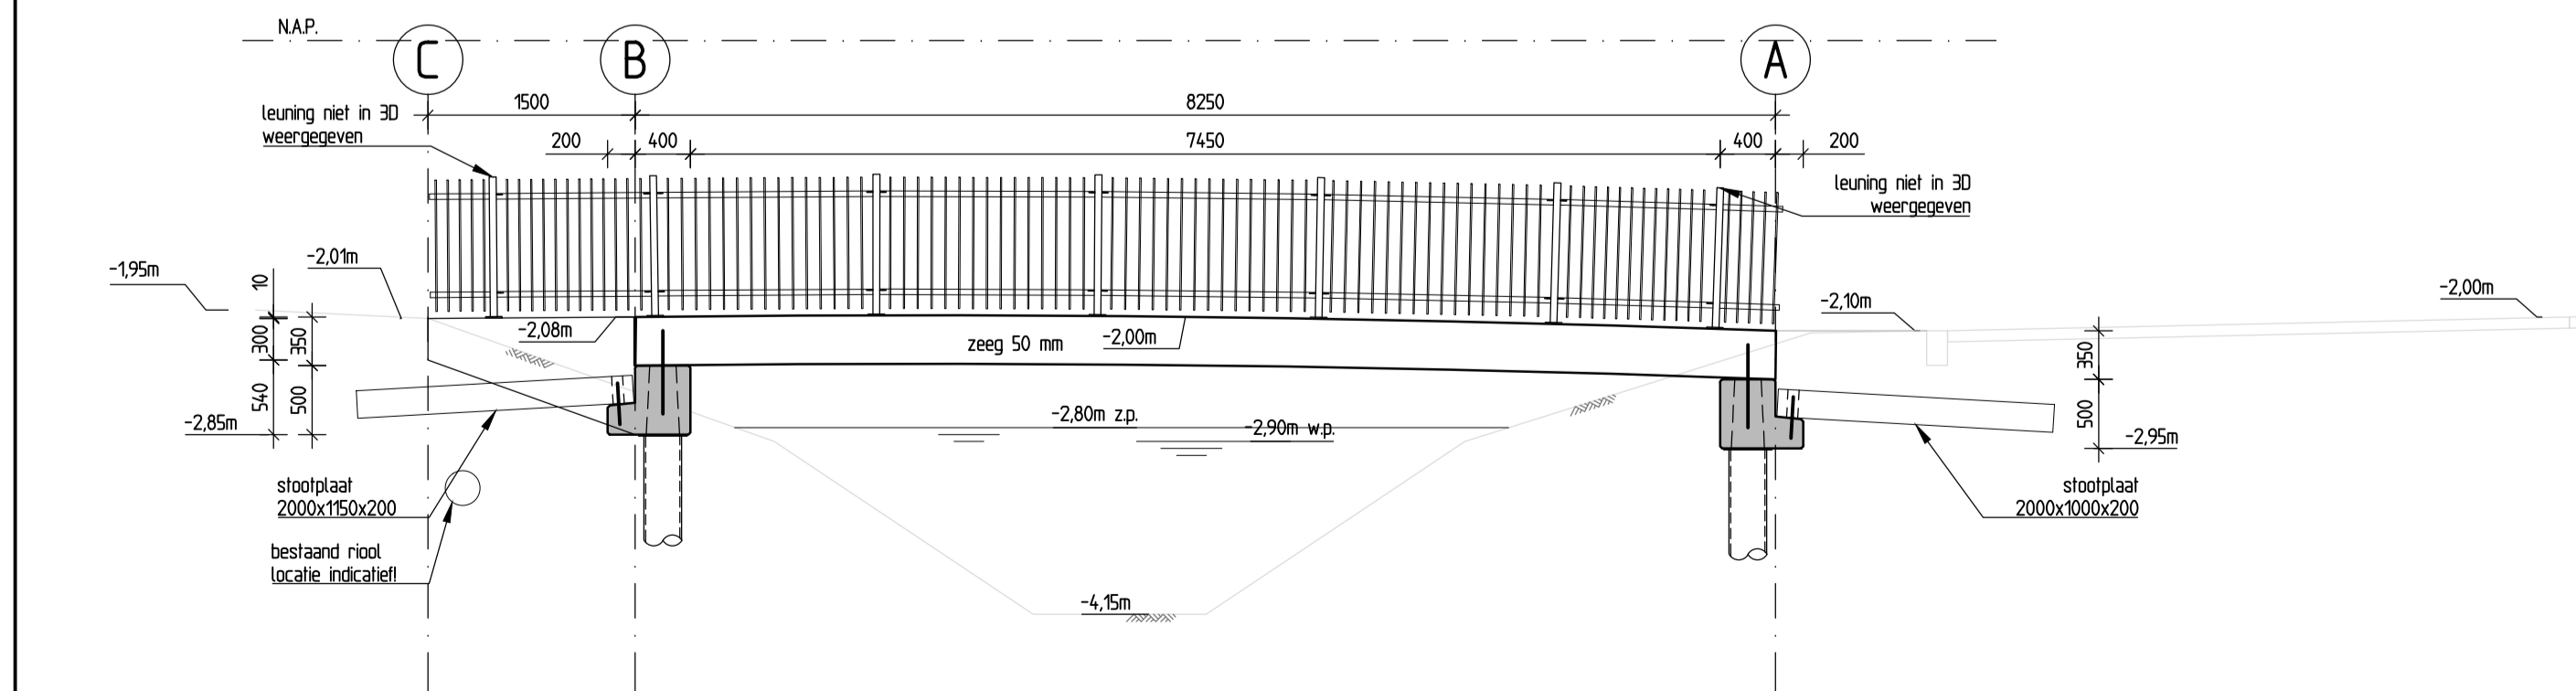 N.A.P.
C
B
A
1500
8250
leuning niet in 3D
weergegeven
200
400
7450
400
200
leuning niet in 3D
weergegeven
-1,95m
-2,01m
10
300
350
540
500
-2,85m
-2,08m
zeeg 50 mm
-2,00m
-2,10m
-2,00m
350
500
-2,95m
-2,80m z.p.
-2,90m w.p.
stootplaat
2000x1150x200
bestaand riool
locatie indicatief!
stootplaat
2000x1000x200
-4,15m